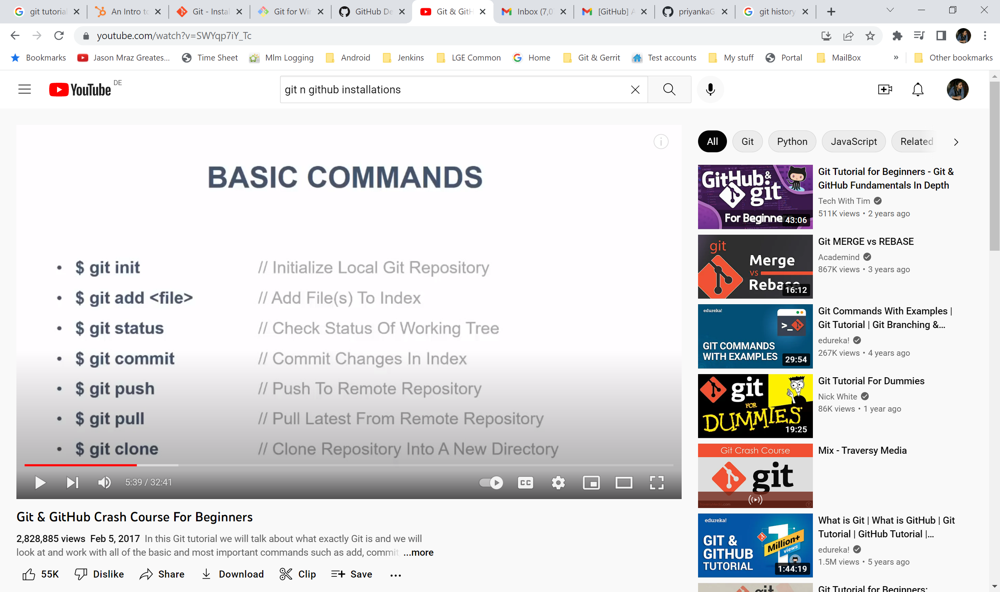 git tutorial
An Intro to
Git - Instal
Git for Win
GitHub De
Git & GitH
Inbox (7,0
[GitHub] A
priyankaG
git history
youtube.com/watch?v=SWYqp7iY_Tc
Bookmarks
Jason Mraz Greates...
Time Sheet
Mlm Logging
Android
Jenkins
LGE Common
Home
Git & Gerrit
Test accounts
My stuff
Portal
MailBox
»
Other bookmarks
YouTube DE
git n github installations
BASIC COMMANDS
• $ git init // Initialize Local Git Repository
• $ git add <file> // Add File(s) To Index
• $ git status // Check Status Of Working Tree
• $ git commit // Commit Changes In Index
• $ git push // Push To Remote Repository
• $ git pull // Pull Latest From Remote Repository
• $ git clone // Clone Repository Into A New Directory
5:39 / 32:41
CC
Git & GitHub Crash Course For Beginners
2,828,885 views Feb 5, 2017 In this Git tutorial we will talk about what exactly Git is and we will
look at and work with all of the basic and most important commands such as add, commit ...more
55K
Dislike
Share
Download
Clip
Save
...
All
Git
Python
JavaScript
Related
GitHub &
git
For Beginne
43:06
Git Tutorial for Beginners - Git &
GitHub Fundamentals In Depth
Tech With Tim
511K views • 2 years ago
git
Merge
VS
Rebase
16:12
Git MERGE vs REBASE
Academind
867K views • 3 years ago
edureka!
>_
GIT COMMANDS
WITH EXAMPLES
29:54
Git Commands With Examples |
Git Tutorial | Git Branching &...
edureka!
267K views • 4 years ago
git
FOR
DUMMIES
19:25
Git Tutorial For Dummies
Nick White
86K views • 1 year ago
Git Crash Course
git
Mix - Traversy Media
edureka!
GIT &
GITHUB
TUTORIAL
1
Million+
views
1:44:19
What is Git | What is GitHub | Git
Tutorial | GitHub Tutorial |...
edureka!
1.5M views • 5 years ago
git
Git Tutorial for Beginners: